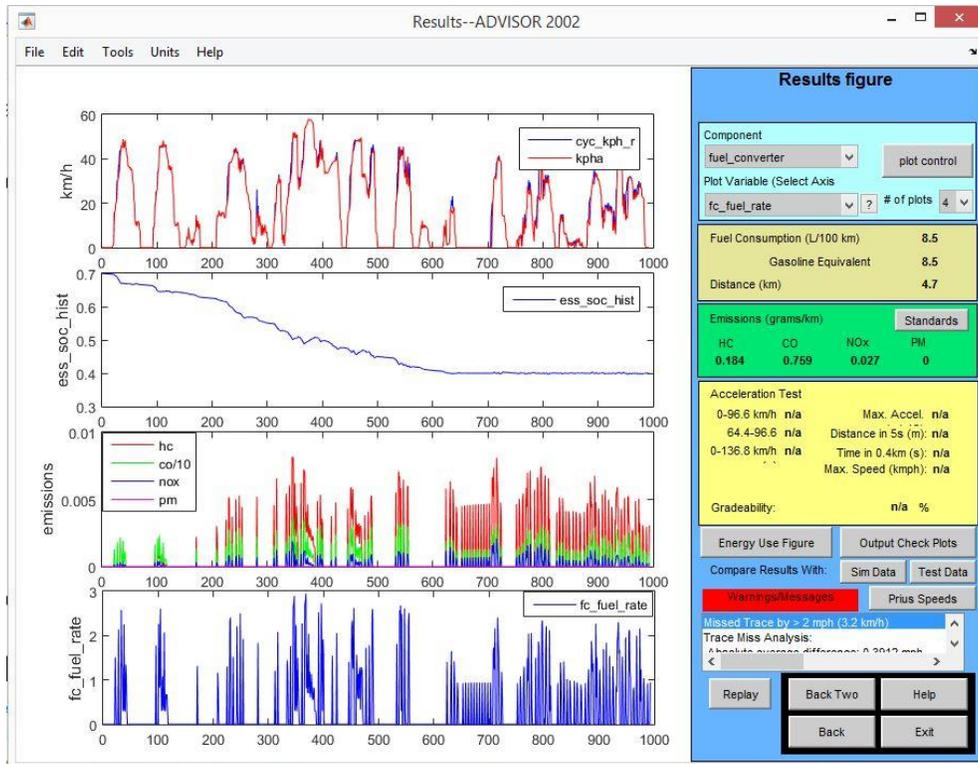 Results--ADVISOR 2002
File Edit Tools Units Help
60
40
20
0
km/h
cyc_kph_r
kpha
0 100 200 300 400 500 600 700 800 900 1000
0.7
0.6
0.5
0.4
0.3
ess_soc_hist
ess_soc_hist
0 100 200 300 400 500 600 700 800 900 1000
0.01
0.005
0
emissions
hc
co/10
nox
pm
0 100 200 300 400 500 600 700 800 900 1000
3
2
1
0
fc_fuel_rate
fc_fuel_rate
0 100 200 300 400 500 600 700 800 900 1000
Results figure
Component
fuel_converter
plot control
Plot Variable (Select Axis
fc_fuel_rate ? # of plots 4
Fuel Consumption (L/100 km) 8.5
Gasoline Equivalent 8.5
Distance (km) 4.7
Emissions (grams/km) Standards
HC CO NOx PM
0.184 0.759 0.027 0
Acceleration Test
0-96.6 km/h n/a Max. Accel. n/a
64.4-96.6 n/a Distance in 5s (m): n/a
0-136.8 km/h n/a Time in 0.4km (s): n/a
Max. Speed (kmph): n/a
Gradeability: n/a %
Energy Use Figure Output Check Plots
Compare Results With: Sim Data Test Data
Warnings/Messages Prius Speeds
Missed Trace by > 2 mph (3.2 km/h)
Trace Miss Analysis:
Absolute average difference: 0.3912 mph
Replay Back Two Help
Back Exit